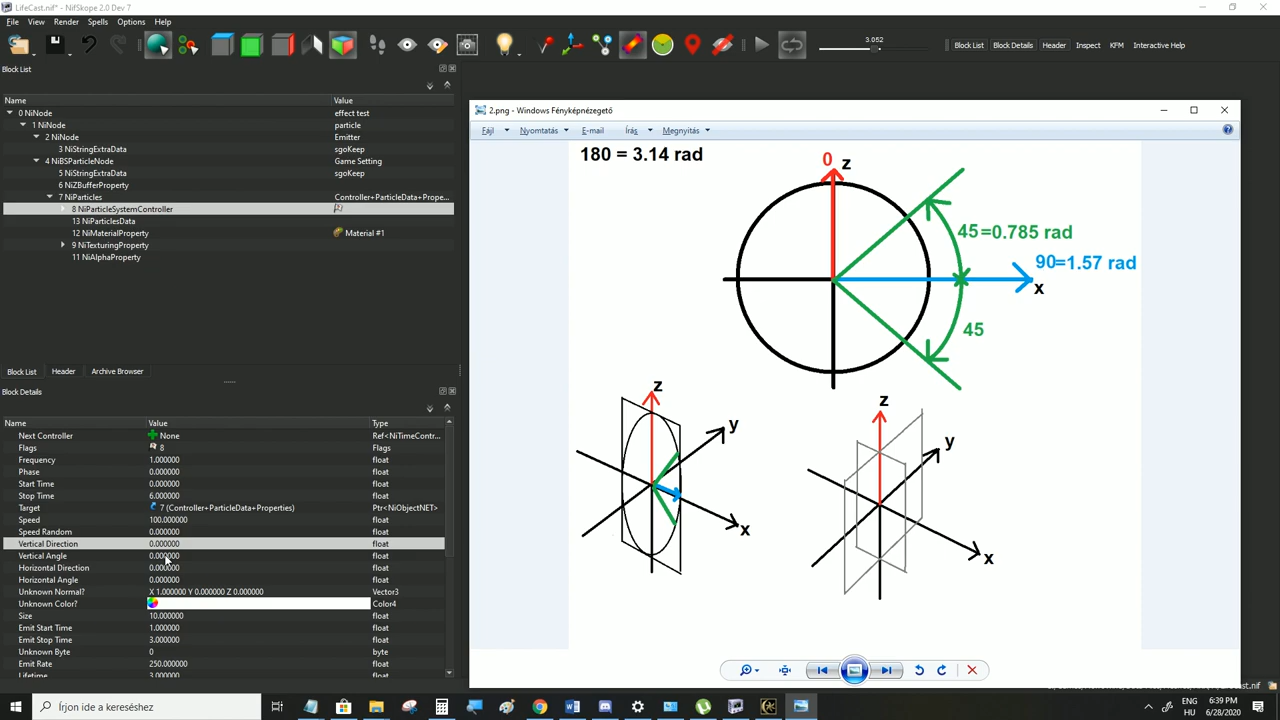 LifeCast.nif* - NifSkope 2.0 Dev 7
File View Render Spells Options Help
3.052
Block List Block Details Header Inspect KFM Interactive Help
Block List
Name Value
0 NiNode effect test
1 NiNode particle
2 NiNode Emitter
3 NiStringExtraData sgoKeep
4 NiBSParticleNode Game Setting
5 NiStringExtraData sgoKeep
6 NiZBufferProperty
7 NiParticles Controller+ParticleData+Prope...
8 NiParticleSystemController
13 NiParticlesData
12 NiMaterialProperty Material #1
9 NiTexturingProperty
11 NiAlphaProperty
Block List Header Archive Browser
Block Details
Name Value Type
Next Controller None Ref<NiTimeContr...
Flags 8 Flags
Frequency 1.000000 float
Phase 0.000000 float
Start Time 0.000000 float
Stop Time 6.000000 float
Target 7 (Controller+ParticleData+Properties) Ptr<NiObjectNET>
Speed 100.000000 float
Speed Random 0.000000 float
Vertical Direction 0.000000 float
Vertical Angle 0.000000 float
Horizontal Direction 0.000000 float
Horizontal Angle 0.000000 float
Unknown Normal? X 1.000000 Y 0.000000 Z 0.000000 Vector3
Unknown Color? Color4
Size 10.000000 float
Emit Start Time 1.000000 float
Emit Stop Time 3.000000 float
Unknown Byte 0 byte
Emit Rate 250.000000 float
Lifetime 3.000000 float
2.png - Windows Fényképnézegető
Fájl Nyomtatás E-mail Írás Megnyitás
180 = 3.14 rad
0 z
45=0.785 rad
90=1.57 rad
x
45
z
y
x
z
y
x
Írjon ide a kereséshez
ENG
HU
6:39 PM
6/28/2020